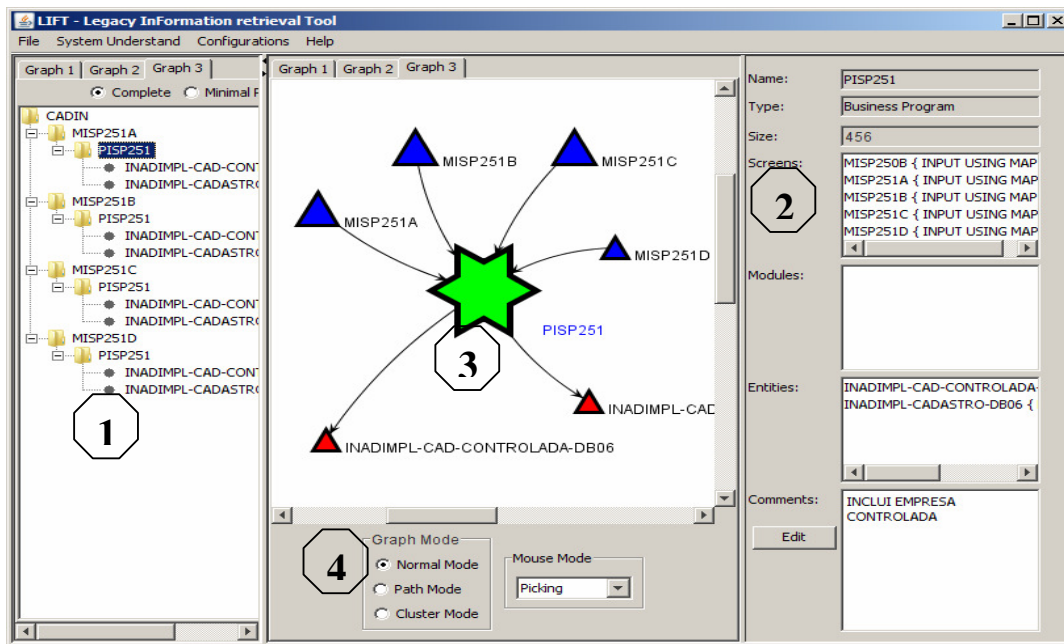 LIFT - Legacy InFormation retrieval Tool
File System Understand Configurations Help
Graph 1 Graph 2 Graph 3
Complete Minimal
CADIN
MISP251A
PISP251
INADIMPL-CAD-CONT
INADIMPL-CADASTRO
MISP251B
PISP251
INADIMPL-CAD-CONT
INADIMPL-CADASTRO
MISP251C
PISP251
INADIMPL-CAD-CONT
INADIMPL-CADASTRO
MISP251D
PISP251
INADIMPL-CAD-CONT
INADIMPL-CADASTRO
1
Graph 1 Graph 2 Graph 3
MISP251B
MISP251C
MISP251A
MISP251D
PISP251
3
INADIMPL-CAD
INADIMPL-CAD-CONTROLADA-DB06
4
Graph Mode
Normal Mode
Path Mode
Cluster Mode
Mouse Mode
Picking
Name: PISP251
Type: Business Program
Size: 456
Screens:
MISP250B { INPUT USING MAP
MISP251A { INPUT USING MAP
MISP251B { INPUT USING MAP
MISP251C { INPUT USING MAP
MISP251D { INPUT USING MAP
2
Modules:
Entities:
INADIMPL-CAD-CONTROLADA-
INADIMPL-CADASTRO-DB06 {
Comments:
INCLUI EMPRESA
CONTROLADA
Edit